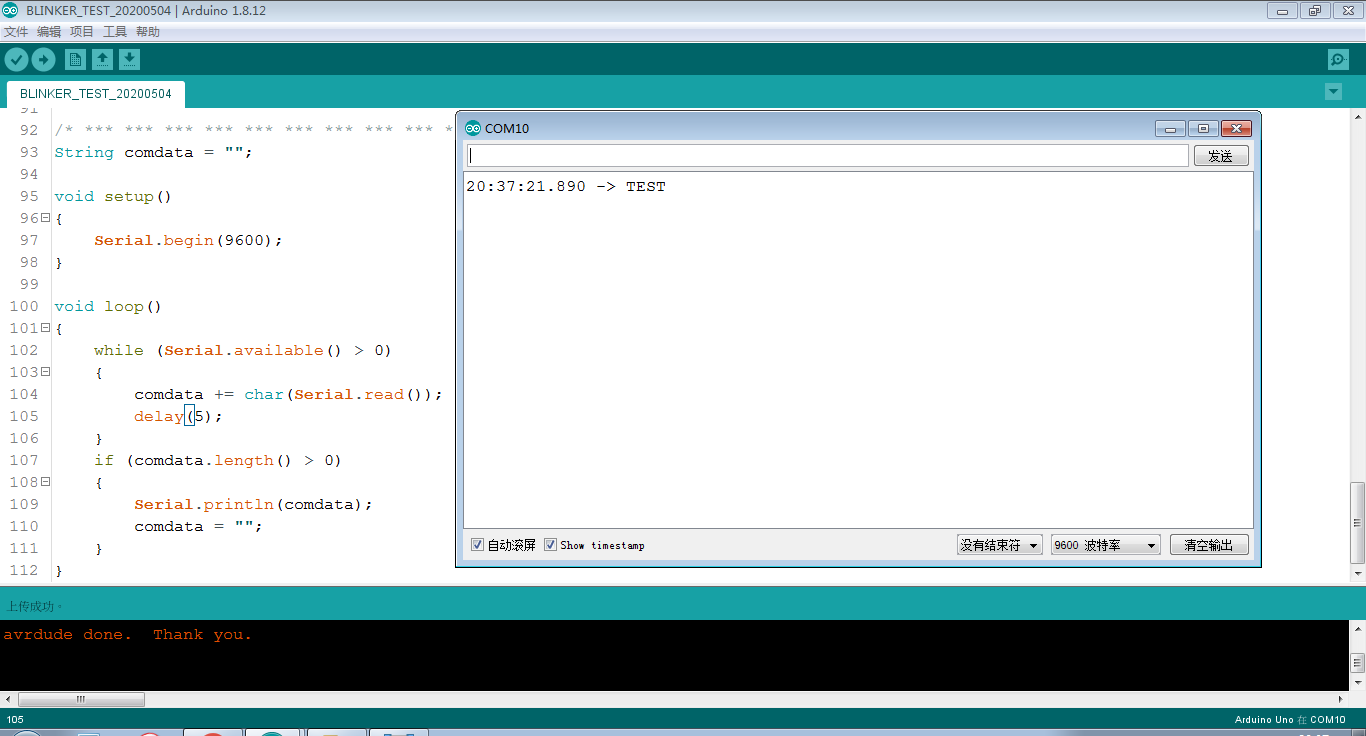 BLINKER_TEST_20200504 | Arduino 1.8.12
文件 编辑 项目 工具 帮助
BLINKER_TEST_20200504
91
92 /* *** *** *** *** *** *** *** *** *** *
93 String comdata = "";
94
95 void setup()
96 {
97 Serial.begin(9600);
98 }
99
100 void loop()
101 {
102 while (Serial.available() > 0)
103 {
104 comdata += char(Serial.read());
105 delay(5);
106 }
107 if (comdata.length() > 0)
108 {
109 Serial.println(comdata);
110 comdata = "";
111 }
112 }
COM10
发送
20:37:21.890 -> TEST
自动滚屏 Show timestamp 没有结束符 9600 波特率 清空输出
上传成功。
avrdude done.  Thank you.
105 Arduino Uno 在 COM10